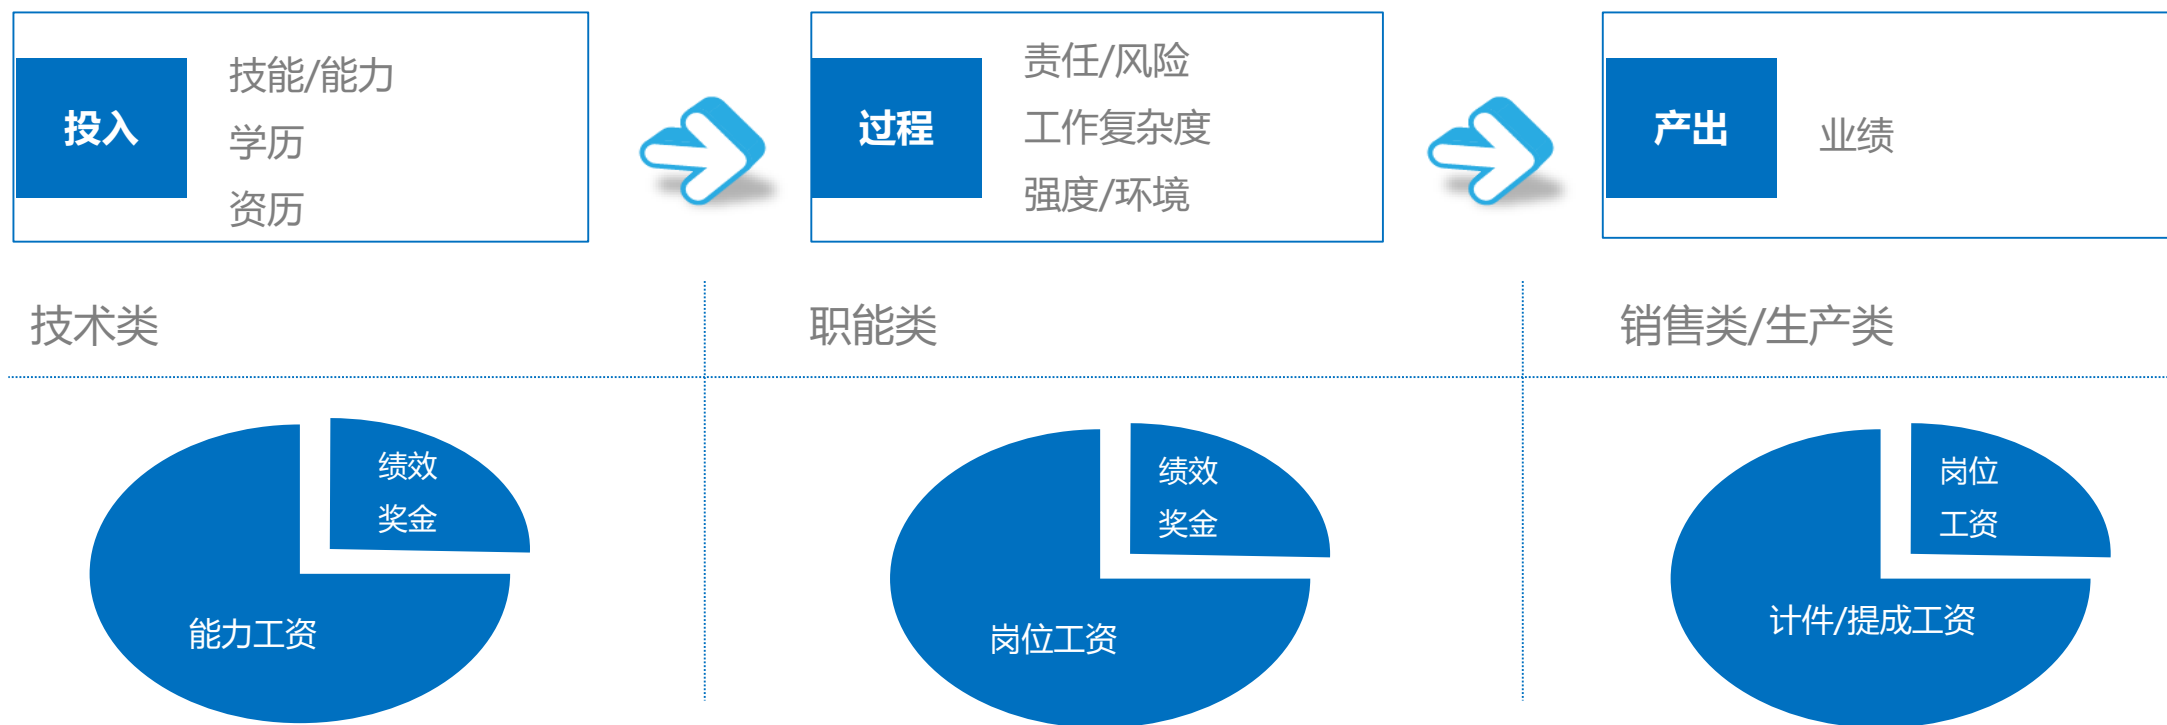 投入
技能/能力
学历
资历
过程
责任/风险
工作复杂度
强度/环境
产出
业绩
技术类
职能类
销售类/生产类
绩效
奖金
能力工资
绩效
奖金
岗位工资
岗位
工资
计件/提成工资